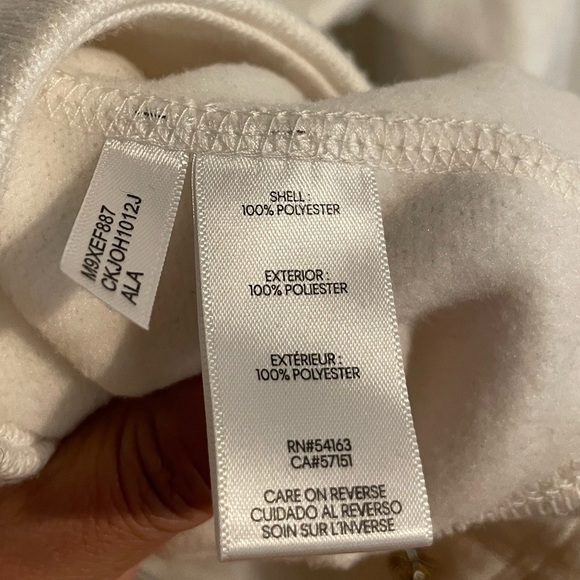 M9XEF887
CKJOH1012J
ALA
SHELL :
100% POLYESTER
EXTERIOR :
100% POLIESTER
EXTÉRIEUR :
100% POLYESTER
RN#54163
CA#57151
CARE ON REVERSE
CUIDADO AL REVERSO
SOIN SUR L'INVERSE